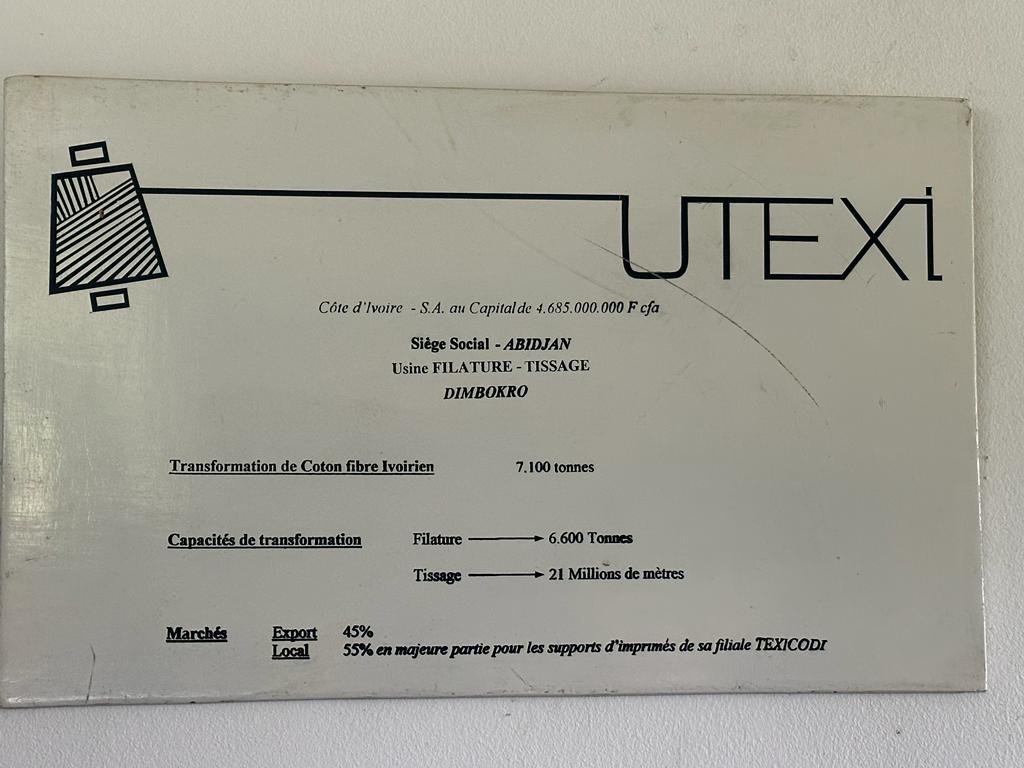 UTEXi
Côte d'Ivoire - S.A. au Capital de 4.685.000.000 F cfa
Siège Social - ABIDJAN
Usine FILATURE - TISSAGE
DIMBOKRO
Transformation de Coton fibre Ivoirien 7.100 tonnes
Capacités de transformation Filature → 6.600 Tonnes
Tissage → 21 Millions de mètres
Marchés Export 45%
Local 55% en majeure partie pour les supports d'imprimés de sa filiale TEXICODI